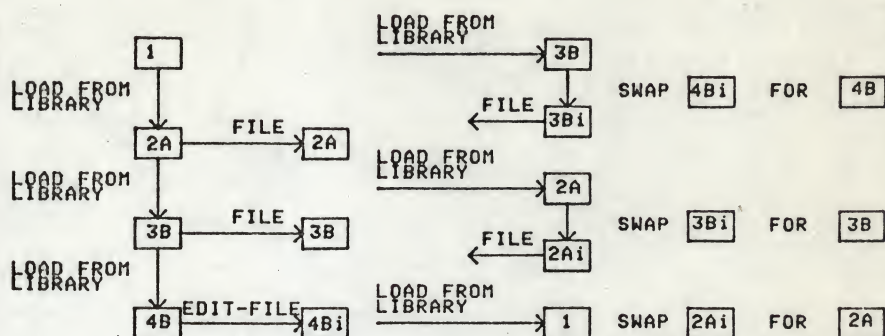 1
LOAD FROM
LIBRARY
2A
FILE
2A
LOAD FROM
LIBRARY
3B
FILE
3B
LOAD FROM
LIBRARY
4B
EDIT-FILE
4Bi
LOAD FROM
LIBRARY
3B
FILE
3Bi
SWAP 4Bi FOR 4B
LOAD FROM
LIBRARY
2A
FILE
2Ai
SWAP 3Bi FOR 3B
LOAD FROM
LIBRARY
1
SWAP 2Ai FOR 2A